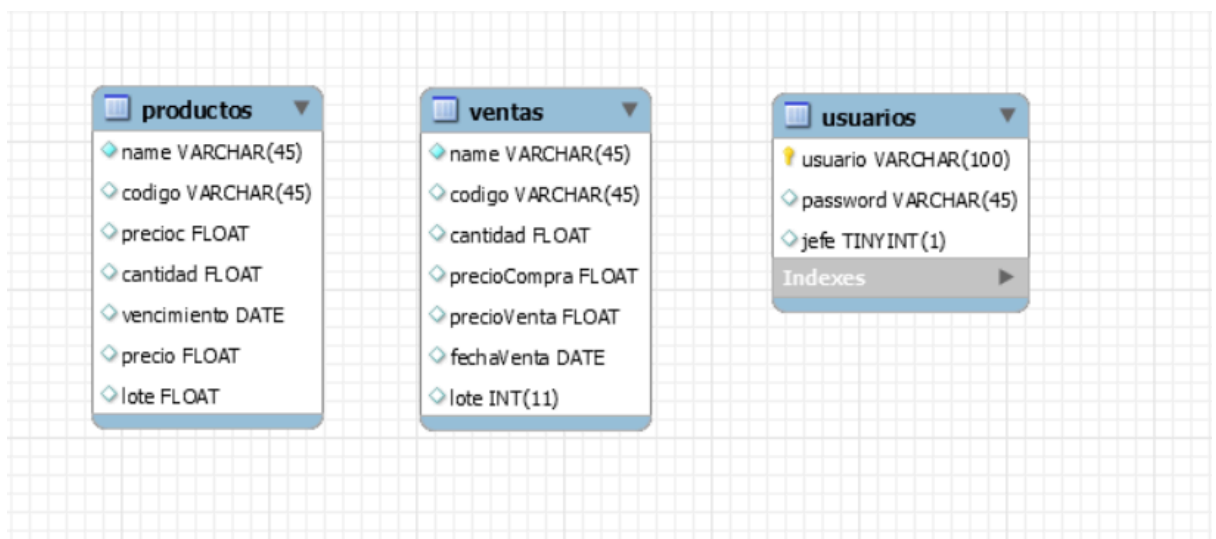 productos
name VARCHAR(45)
codigo VARCHAR(45)
precioc FLOAT
cantidad FLOAT
vencimiento DATE
precio FLOAT
lote FLOAT
ventas
name VARCHAR(45)
codigo VARCHAR(45)
cantidad FLOAT
precioCompra FLOAT
precioVenta FLOAT
fechaVenta DATE
lote INT(11)
usuarios
usuario VARCHAR(100)
password VARCHAR(45)
jefe TINYINT(1)
Indexes